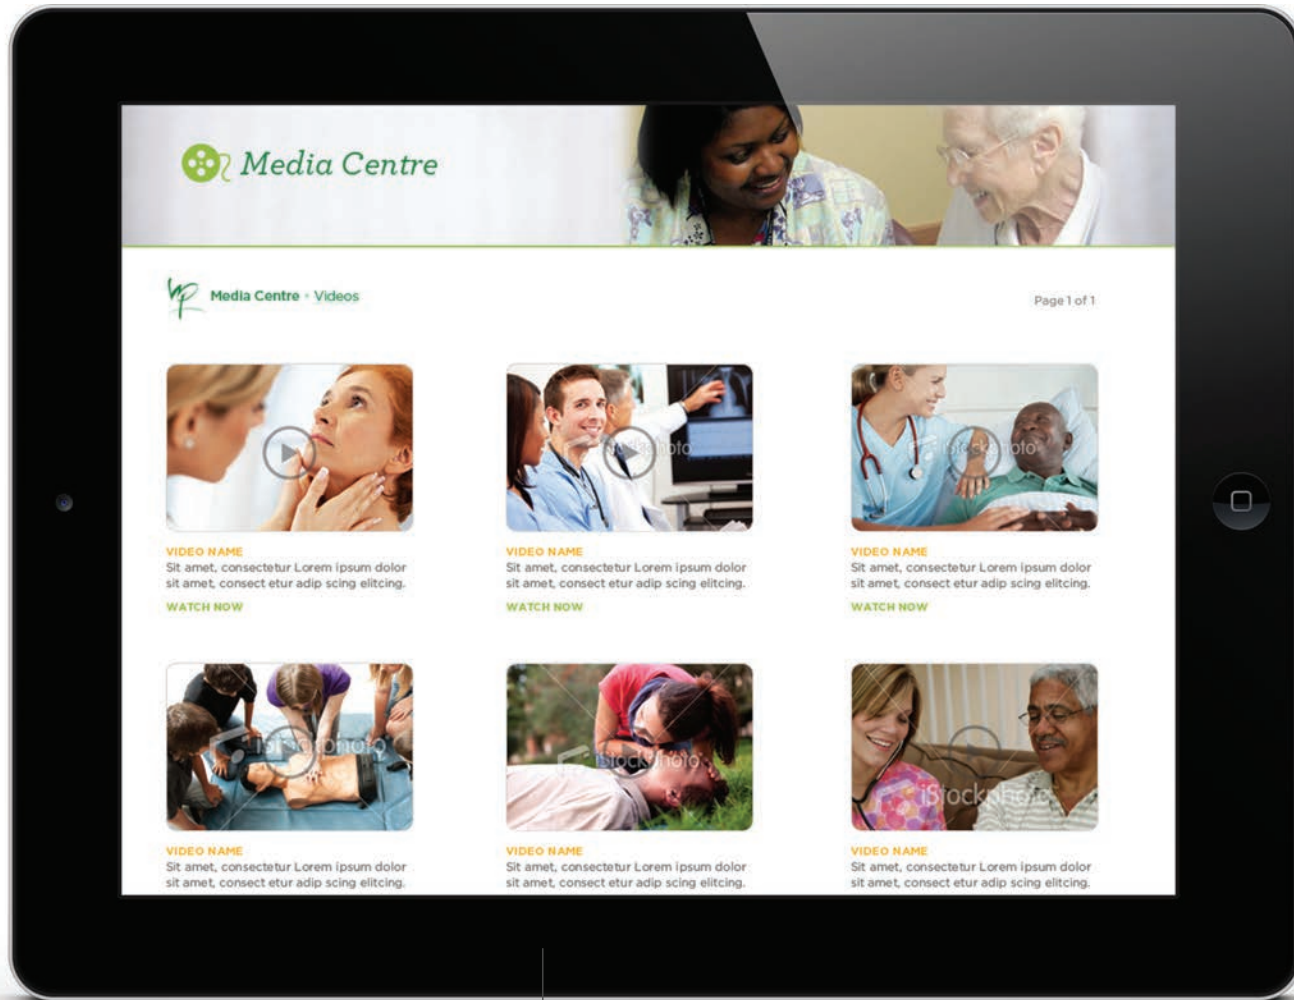 Media Centre
Media Centre • Videos
Page 1 of 1
iStockphoto
iStockphoto
VIDEO NAME
Sit amet, consectetur Lorem ipsum dolor
sit amet, consect etur adip scing elitcing.
WATCH NOW
VIDEO NAME
Sit amet, consectetur Lorem ipsum dolor
sit amet, consect etur adip scing elitcing.
WATCH NOW
VIDEO NAME
Sit amet, consectetur Lorem ipsum dolor
sit amet, consect etur adip scing elitcing.
WATCH NOW
iStockphoto
iStockphoto
iStockphoto
VIDEO NAME
Sit amet, consectetur Lorem ipsum dolor
sit amet, consect etur adip scing elitcing.
VIDEO NAME
Sit amet, consectetur Lorem ipsum dolor
sit amet, consect etur adip scing elitcing.
VIDEO NAME
Sit amet, consectetur Lorem ipsum dolor
sit amet, consect etur adip scing elitcing.